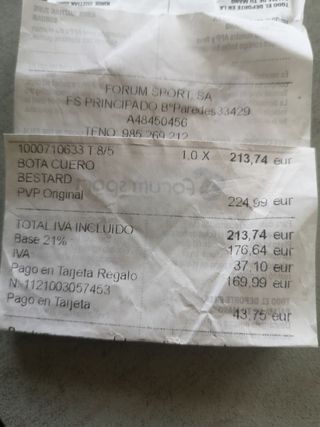 FORUM SPORT, SA
FS PRINCIPADO BºParedes33429
A48450456
TFNO. 985 269 212
1000710633 T 8/5 1,0 X 213,74 eur
BOTA CUERO
BESTARD
PVP Original 224,99 eur
TOTAL IVA INCLUIDO 213,74 eur
Base 21% 176,64 eur
IVA 37,10 eur
Pago en Tarjeta Regalo 169,99 eur
N. 1121003057453
Pago en Tarjeta 43,75 eur